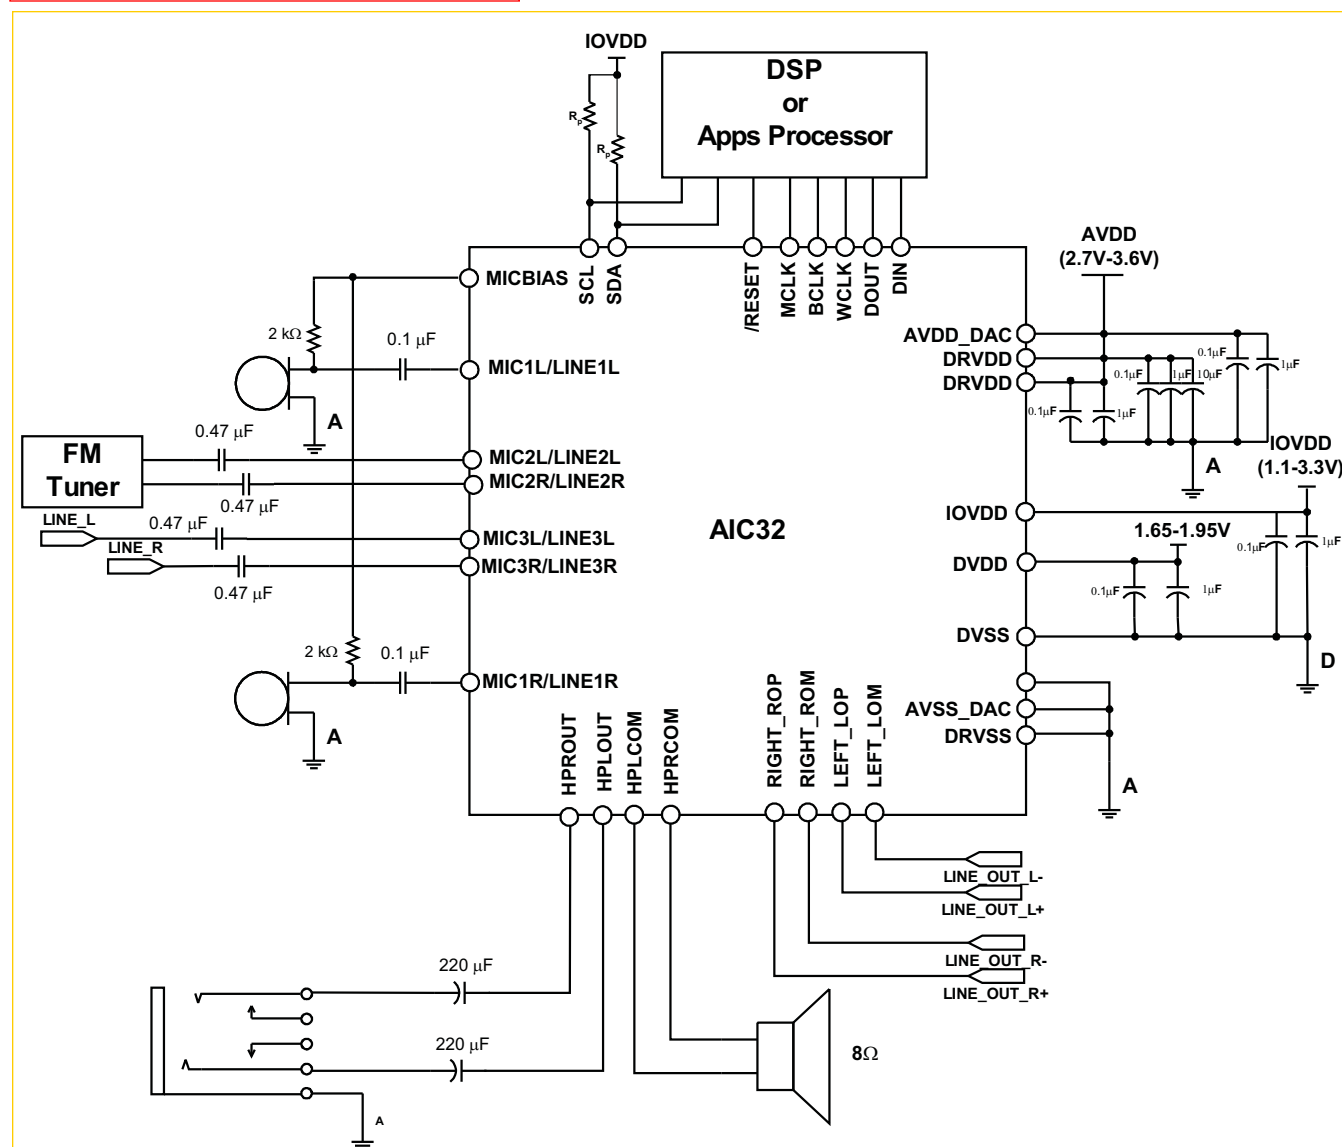 IOVDD
DSP
or
Apps Processor
Rp
Rp
SCL
SDA
/RESET
MCLK
BCLK
WCLK
DOUT
DIN
AVDD
(2.7V-3.6V)
MICBIAS
2 kΩ
0.1 μF
MIC1L/LINE1L
A
AVDD_DAC
DRVDD
DRVDD
0.1μF
1μF
0.1μF
1μF
10μF
0.1μF
1μF
A
FM
Tuner
0.47 μF
MIC2L/LINE2L
MIC2R/LINE2R
0.47 μF
LINE_L
0.47 μF
MIC3L/LINE3L
LINE_R
MIC3R/LINE3R
0.47 μF
AIC32
IOVDD
(1.1-3.3V)
IOVDD
1.65-1.95V
0.1μF
1μF
DVDD
0.1μF
1μF
DVSS
D
2 kΩ
0.1 μF
MIC1R/LINE1R
A
AVSS_DAC
DRVSS
A
HPROUT
HPLOUT
HPLCOM
HPRCOM
RIGHT_ROP
RIGHT_ROM
LEFT_LOP
LEFT_LOM
LINE_OUT_L-
LINE_OUT_L+
LINE_OUT_R-
LINE_OUT_R+
220 μF
220 μF
8Ω
A